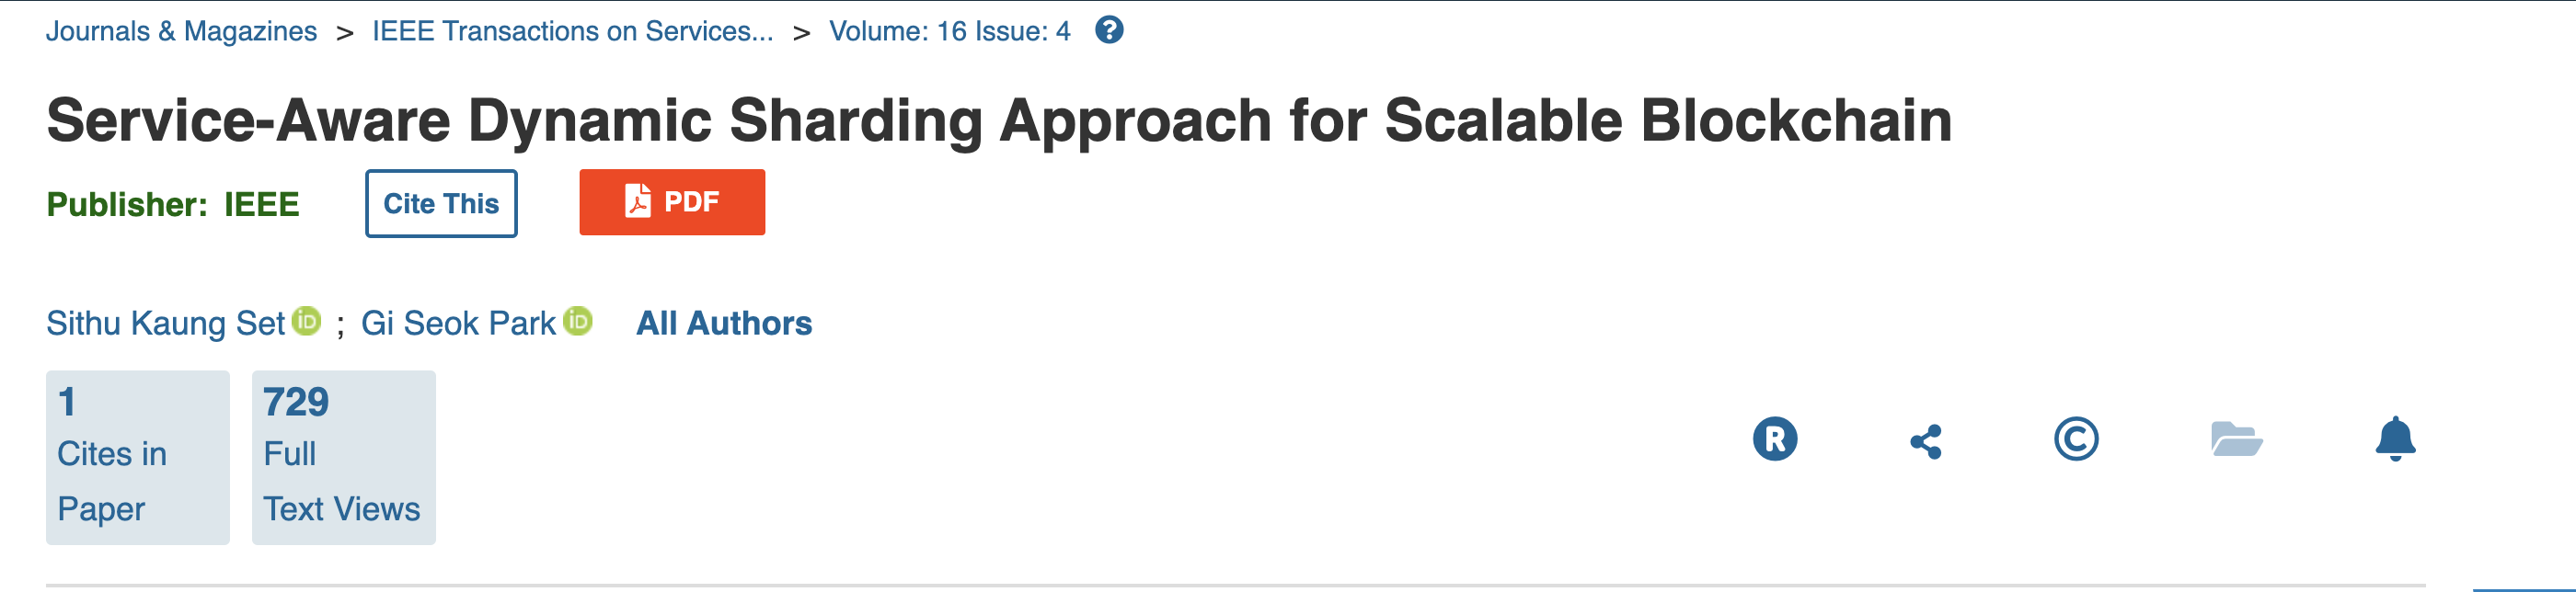 Journals & Magazines > IEEE Transactions on Services... > Volume: 16 Issue: 4 ?
Service-Aware Dynamic Sharding Approach for Scalable Blockchain
Publisher: IEEE Cite This PDF
Sithu Kaung Set iD ; Gi Seok Park iD All Authors
1
Cites in
Paper
729
Full
Text Views
R ©